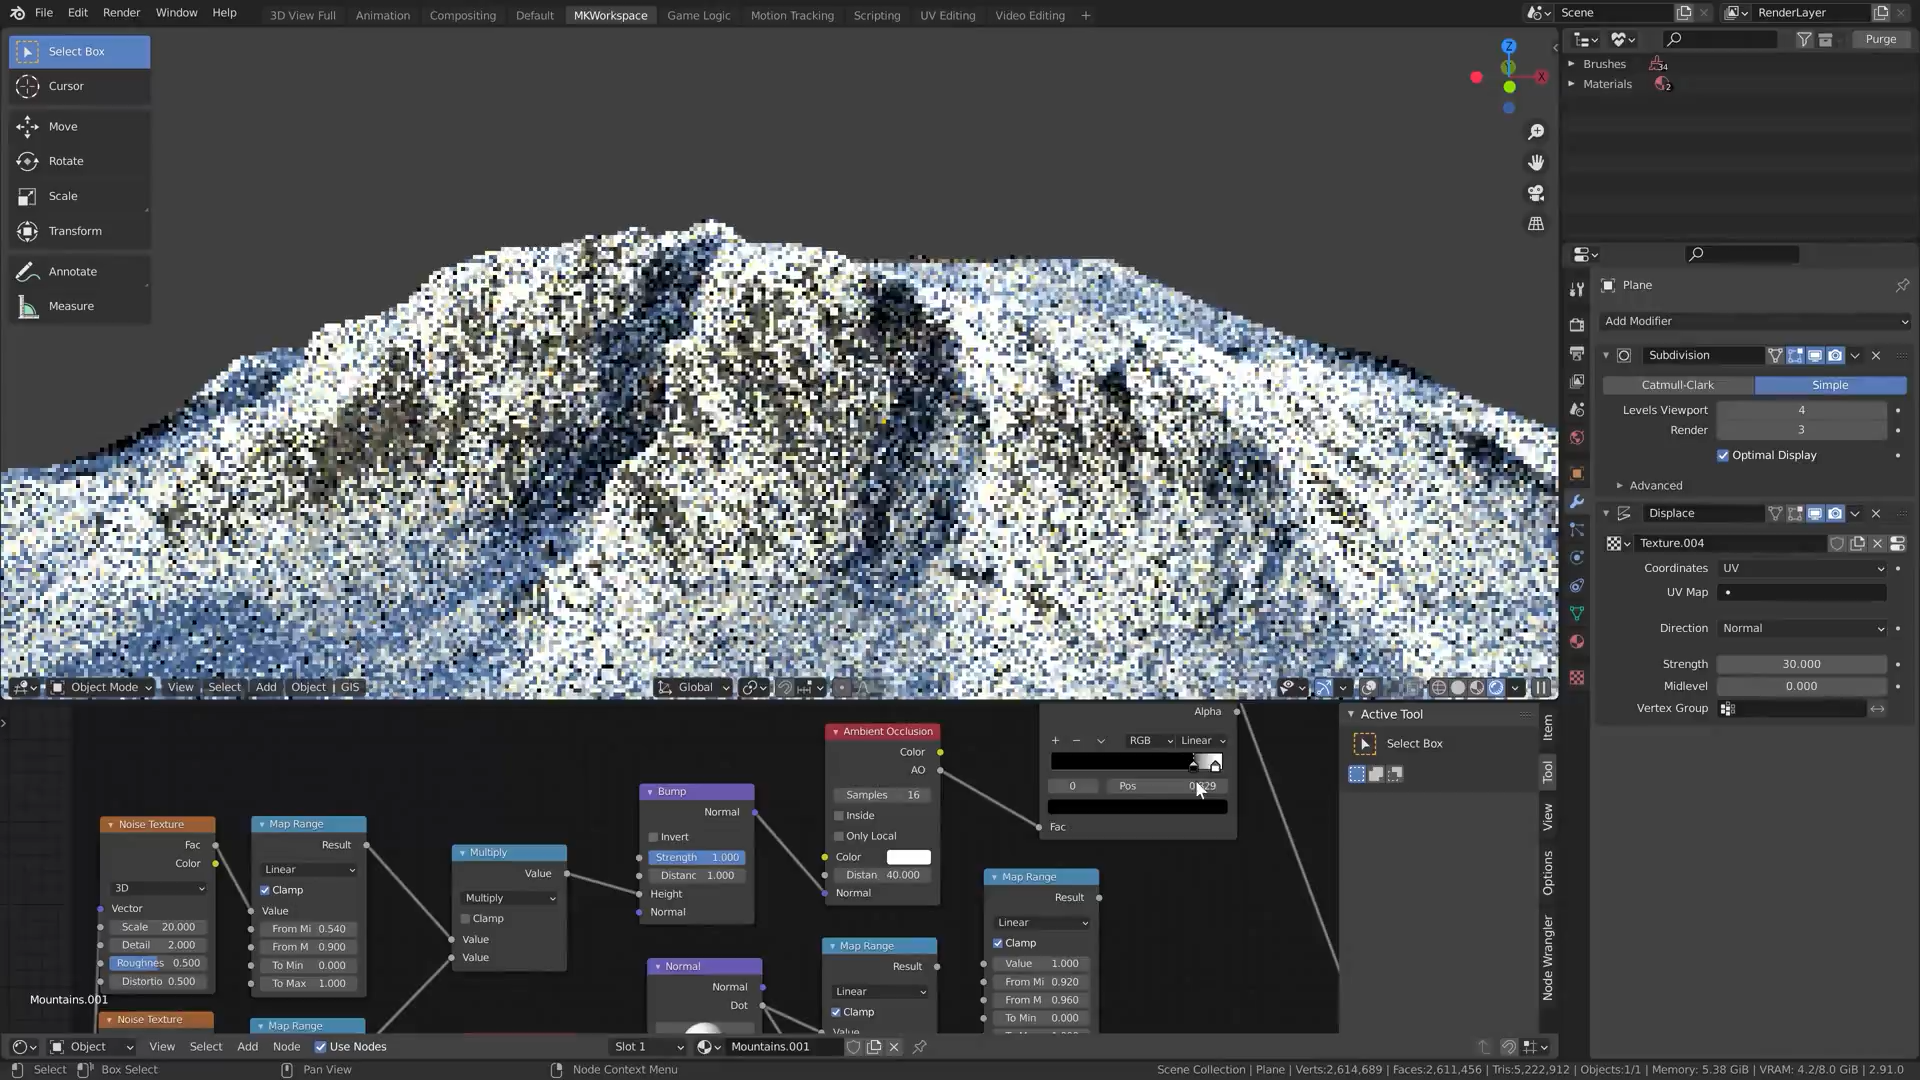 File Edit Render Window Help
3D View Full Animation Compositing Default MKWorkspace Game Logic Motion Tracking Scripting UV Editing Video Editing +
Scene
RenderLayer
Purge
Brushes 34
Materials 2
Select Box
Cursor
Move
Rotate
Scale
Transform
Annotate
Measure
Z
X
Plane
Add Modifier
Subdivision
Catmull-Clark Simple
Levels Viewport 4
Render 3
Optimal Display
Advanced
Displace
Texture.004
Coordinates UV
UV Map
Direction Normal
Strength 30.000
Midlevel 0.000
Vertex Group
Object Mode View Select Add Object GIS
Global
Noise Texture
Fac
Color
3D
Vector
Scale 20.000
Detail 2.000
Roughnes 0.500
Distortio 0.500
Noise Texture
Mountains.001
Map Range
Result
Linear
Clamp
Value
From Mi 0.540
From M 0.900
To Min 0.000
To Max 1.000
Map Range
Multiply
Value
Multiply
Clamp
Value
Value
Bump
Normal
Invert
Strength 1.000
Distanc 1.000
Height
Normal
Normal
Normal
Dot
Ambient Occlusion
Color
AO
Samples 16
Inside
Only Local
Color
Distan 40.000
Normal
Map Range
Result
Linear
Clamp
Value
Alpha
+ − RGB Linear
0 Pos
Fac
Map Range
Result
Linear
Clamp
Value 1.000
From Mi 0.920
From M 0.960
To Min 0.000
Active Tool
Select Box
Item
Tool
View
Options
Node Wrangler
Object View Select Add Node Use Nodes
Slot 1
Mountains.001
Select Box Select Pan View Node Context Menu
Scene Collection | Plane | Verts:2,614,689 | Faces:2,611,456 | Tris:5,222,912 | Objects:1/1 | Memory: 5.38 GiB | VRAM: 4.2/8.0 GiB | 2.91.0